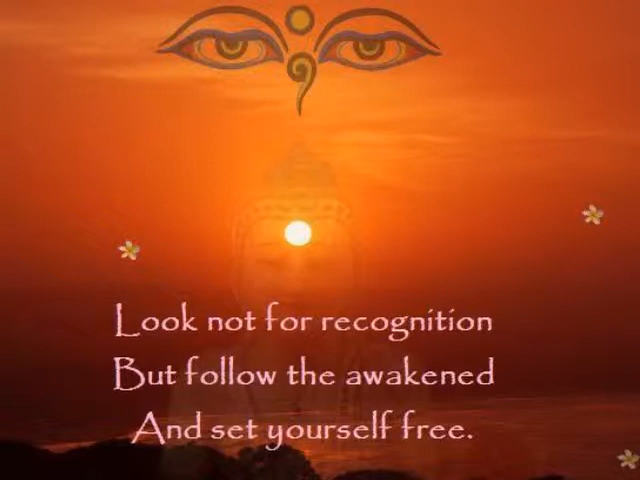 Look not for recognition
But follow the awakened
And set yourself free.